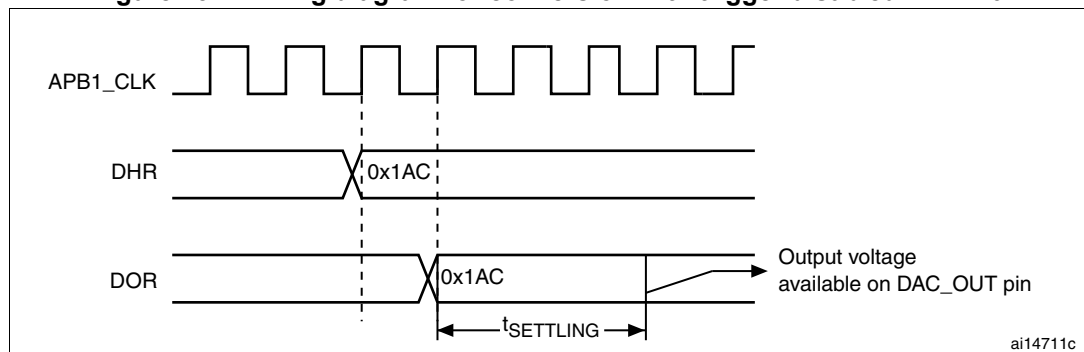 APB1_CLK
DHR
0x1AC
DOR
0x1AC
Output voltage
available on DAC_OUT pin
tSETTLING
ai14711c